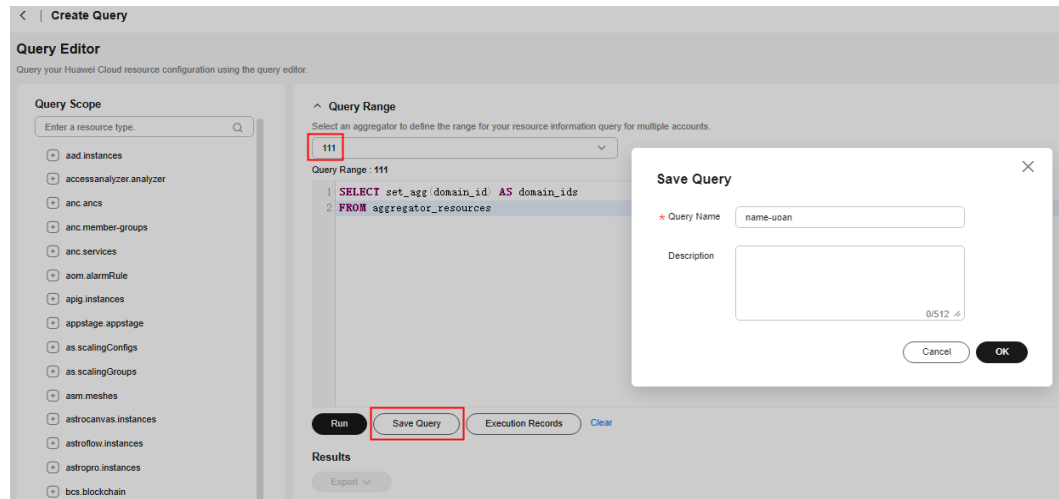 Create Query
Query Editor
Query your Huawei Cloud resource configuration using the query editor.
Query Scope
Enter a resource type.
aad.instances
accessanalyzer.analyzer
anc.ancs
anc.member-groups
anc.services
aom.alarmRule
apig.instances
appstage.appstage
as.scalingConfigs
as.scalingGroups
asm.meshes
astrocanvas.instances
astroflow.instances
astropro.instances
bcs.blockchain
Query Range
Select an aggregator to define the range for your resource information query for multiple accounts.
111
Query Range : 111
1 SELECT set_agg(domain_id) AS domain_ids
2 FROM aggregator_resources
Run Save Query Execution Records Clear
Results
Export
Save Query
* Query Name name-uoan
Description
0/512
Cancel OK